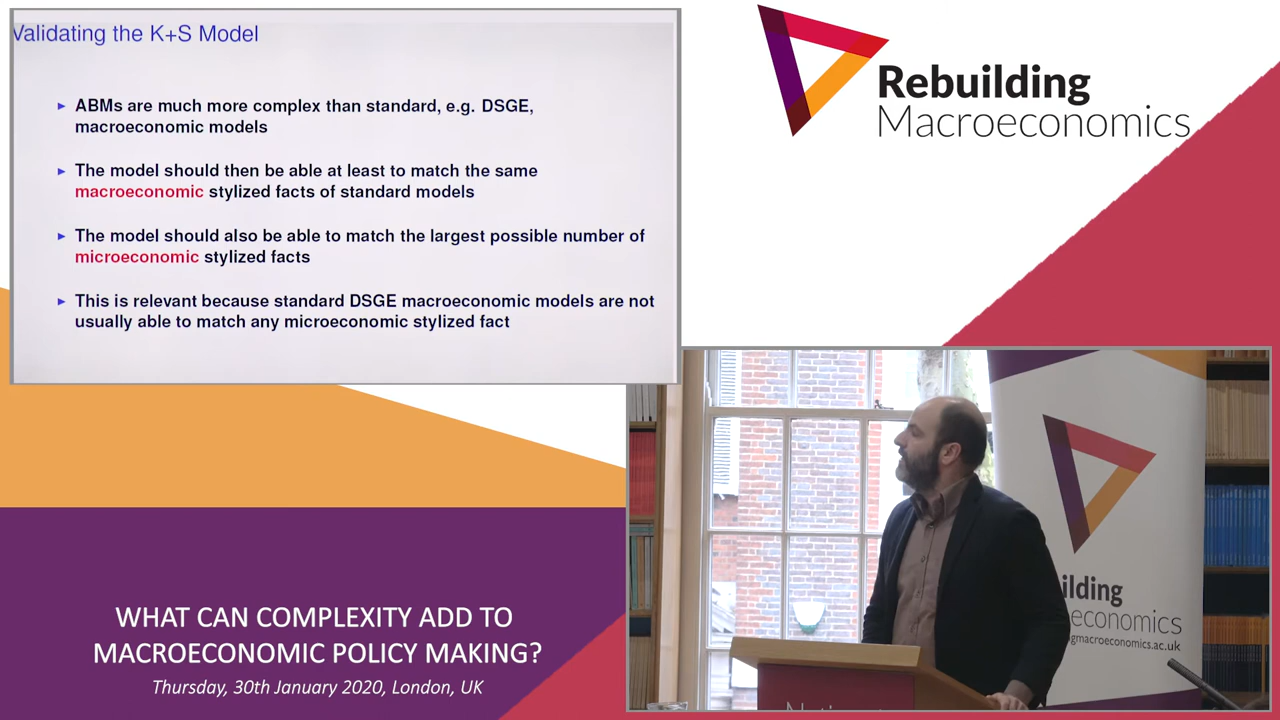 Validating the K+S Model
ABMs are much more complex than standard, e.g. DSGE,
macroeconomic models
The model should then be able at least to match the same
macroeconomic stylized facts of standard models
The model should also be able to match the largest possible number of
microeconomic stylized facts
This is relevant because standard DSGE macroeconomic models are not
usually able to match any microeconomic stylized fact
Rebuilding
Macroeconomics
WHAT CAN COMPLEXITY ADD TO
MACROECONOMIC POLICY MAKING?
Thursday, 30th January 2020, London, UK
ilding
economics
gmacroeconomics.ac.uk